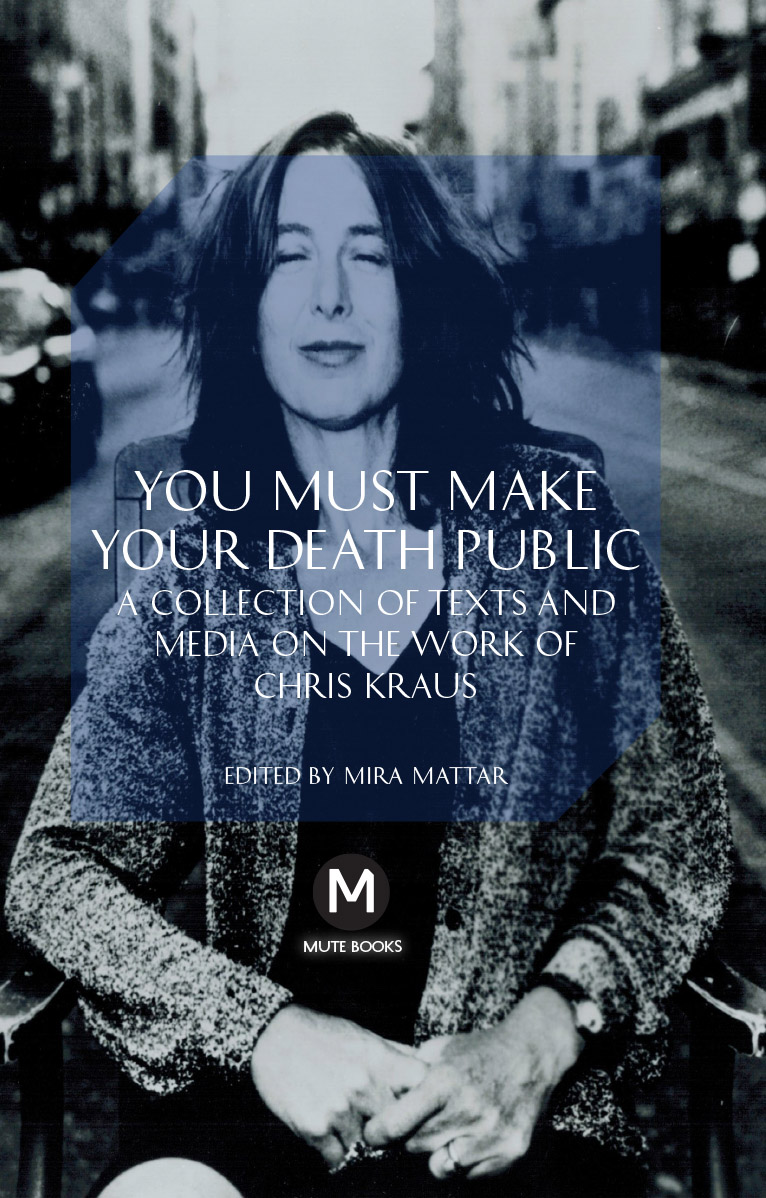 YOU MUST MAKE
YOUR DEATH PUBLIC
A COLLECTION OF TEXTS AND
MEDIA ON THE WORK OF
CHRIS KRAUS
EDITED BY MIRA MATTAR
M
MUTE BOOKS